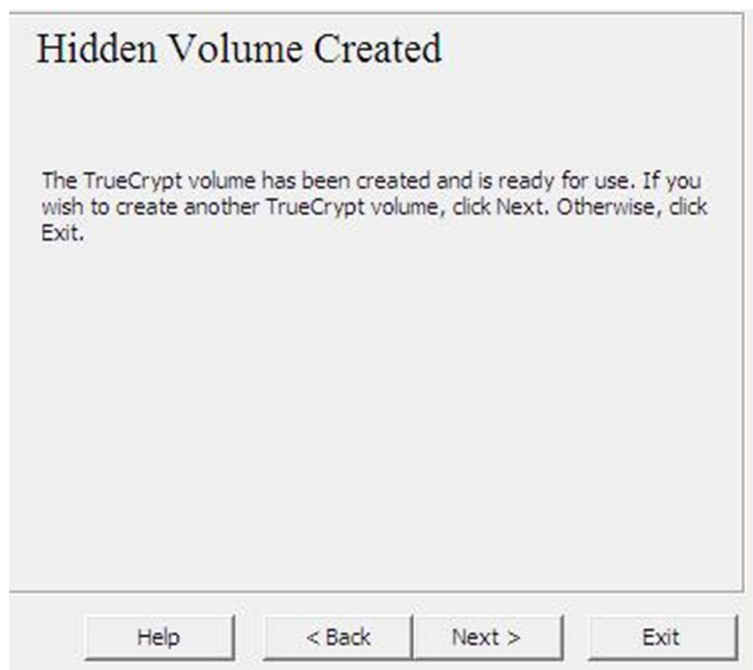 Hidden Volume Created
The TrueCrypt volume has been created and is ready for use. If you
wish to create another TrueCrypt volume, click Next. Otherwise, click
Exit.
Help
< Back
Next >
Exit